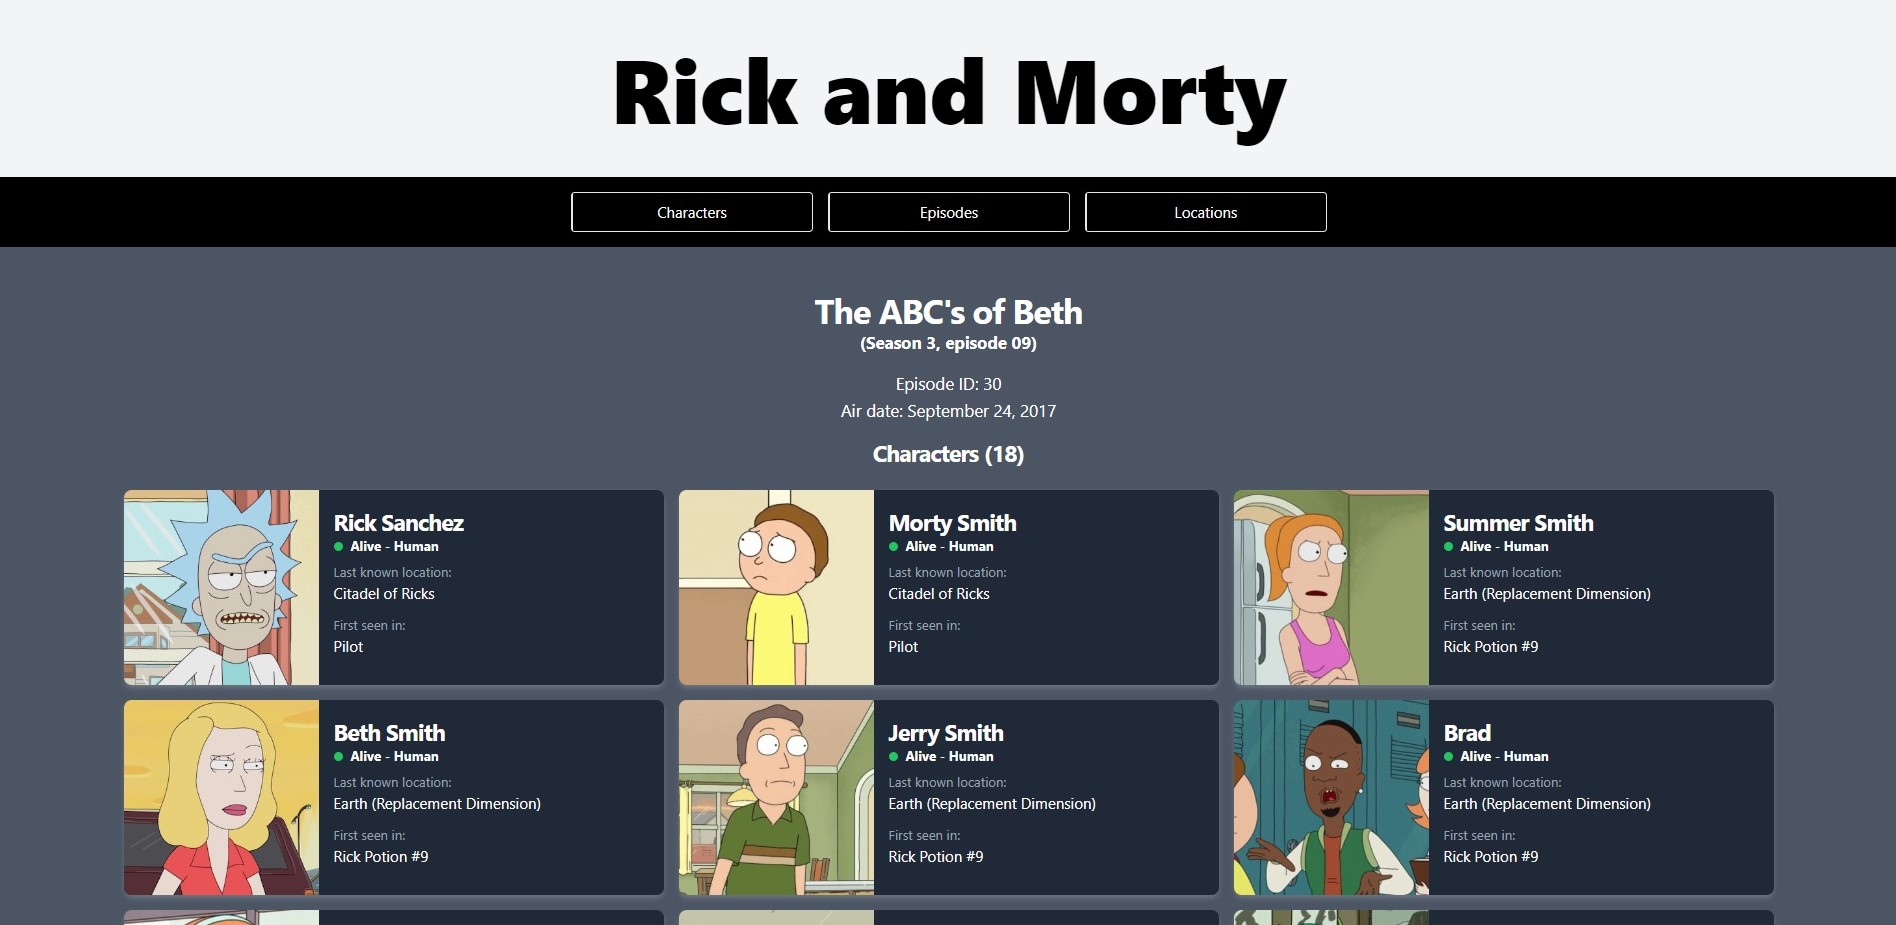 Rick and Morty
Characters
Episodes
Locations
The ABC's of Beth
(Season 3, episode 09)
Episode ID: 30
Air date: September 24, 2017
Characters (18)
Rick Sanchez
Alive - Human
Last known location:
Citadel of Ricks
First seen in:
Pilot
Morty Smith
Alive - Human
Last known location:
Citadel of Ricks
First seen in:
Pilot
Summer Smith
Alive - Human
Last known location:
Earth (Replacement Dimension)
First seen in:
Rick Potion #9
Beth Smith
Alive - Human
Last known location:
Earth (Replacement Dimension)
First seen in:
Rick Potion #9
Jerry Smith
Alive - Human
Last known location:
Earth (Replacement Dimension)
First seen in:
Rick Potion #9
Brad
Alive - Human
Last known location:
Earth (Replacement Dimension)
First seen in:
Rick Potion #9